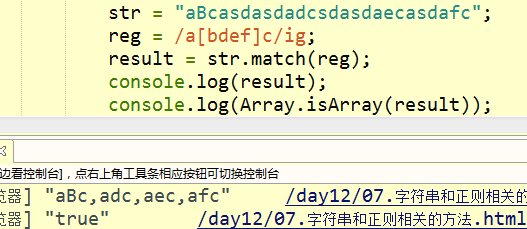 str = "aBcasdasdadcsdasdaecasdafc";
reg = /a[bdef]c/ig;
result = str.match(reg);
console.log(result);
console.log(Array.isArray(result));
边看控制台],点右上角工具条相应按钮可切换控制台
览器] "aBc,adc,aec,afc" /day12/07.字符串和正则相关的
览器] "true" /day12/07.字符串和正则相关的方法.html